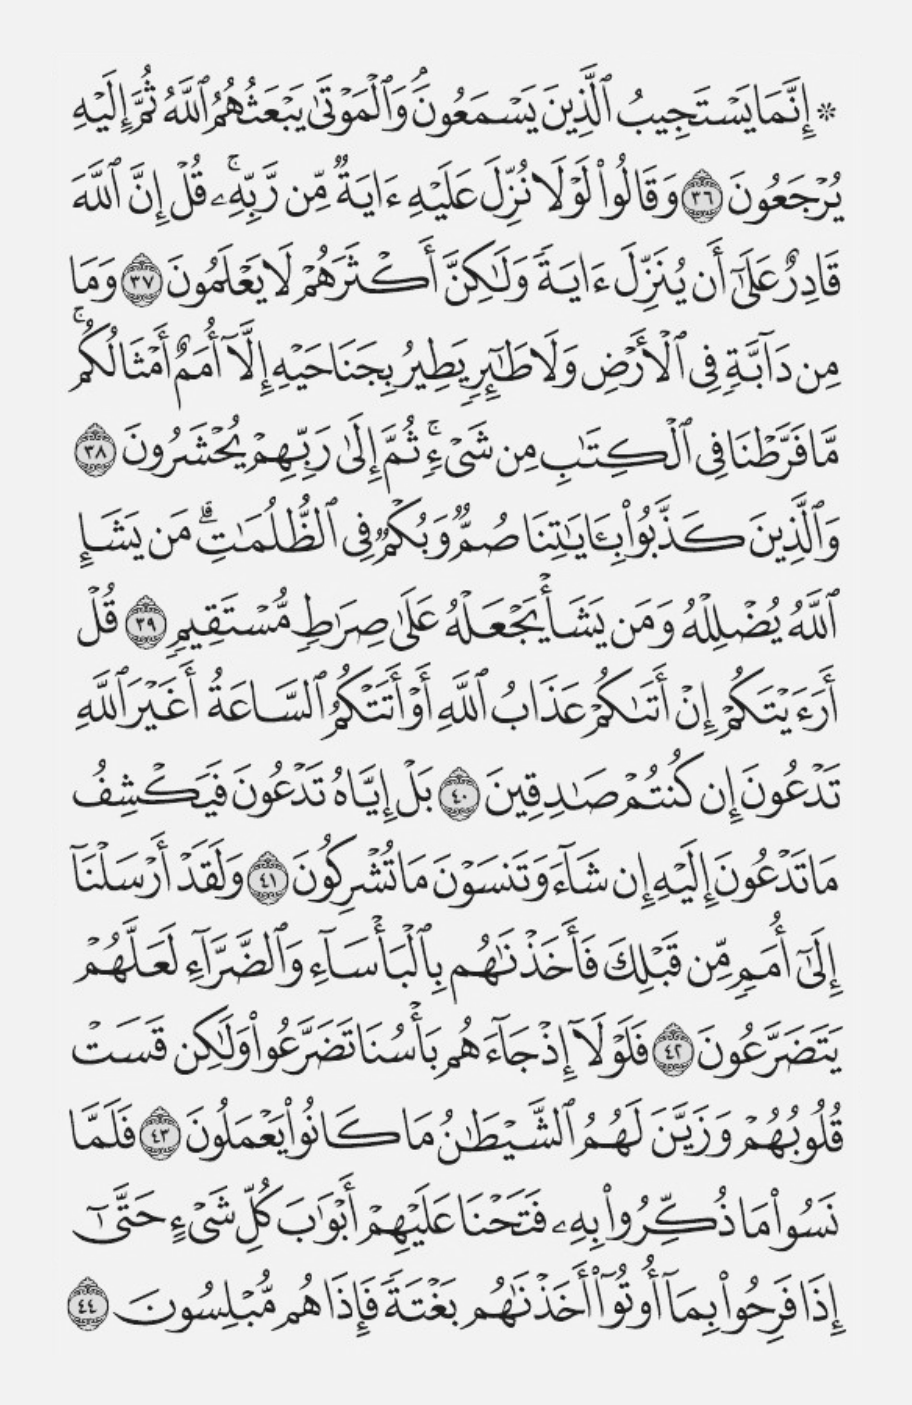 * إِنَّمَا يَسْتَجِيبُ ٱلَّذِينَ يَسْمَعُونَۘ وَٱلْمَوْتَىٰ يَبْعَثُهُمُ ٱللَّهُ ثُمَّ إِلَيْهِ
يُرْجَعُونَ ٣٦ وَقَالُوا۟ لَوْلَا نُزِّلَ عَلَيْهِ ءَايَةٌ مِّن رَّبِّهِۦۚ قُلْ إِنَّ ٱللَّهَ
قَادِرٌ عَلَىٰٓ أَن يُنَزِّلَ ءَايَةً وَلَـٰكِنَّ أَكْثَرَهُمْ لَا يَعْلَمُونَ ٣٧ وَمَا
مِن دَآبَّةٍ فِى ٱلْأَرْضِ وَلَا طَـٰٓئِرٍ يَطِيرُ بِجَنَاحَيْهِ إِلَّآ أُمَمٌ أَمْثَالُكُمۚ
مَّا فَرَّطْنَا فِى ٱلْكِتَـٰبِ مِن شَىْءٍۚ ثُمَّ إِلَىٰ رَبِّهِمْ يُحْشَرُونَ ٣٨
وَٱلَّذِينَ كَذَّبُوا۟ بِـَٔايَـٰتِنَا صُمٌّ وَبُكْمٌ فِى ٱلظُّلُمَـٰتِۗ مَن يَشَإِ
ٱللَّهُ يُضْلِلْهُ وَمَن يَشَأْ يَجْعَلْهُ عَلَىٰ صِرَٰطٍ مُّسْتَقِيمٍ ٣٩ قُلْ
أَرَءَيْتَكُمْ إِنْ أَتَىٰكُمْ عَذَابُ ٱللَّهِ أَوْ أَتَتْكُمُ ٱلسَّاعَةُ أَغَيْرَ ٱللَّهِ
تَدْعُونَ إِن كُنتُمْ صَـٰدِقِينَ ٤٠ بَلْ إِيَّاهُ تَدْعُونَ فَيَكْشِفُ
مَا تَدْعُونَ إِلَيْهِ إِن شَآءَ وَتَنسَوْنَ مَا تُشْرِكُونَ ٤١ وَلَقَدْ أَرْسَلْنَآ
إِلَىٰٓ أُمَمٍ مِّن قَبْلِكَ فَأَخَذْنَـٰهُم بِٱلْبَأْسَآءِ وَٱلضَّرَّآءِ لَعَلَّهُمْ
يَتَضَرَّعُونَ ٤٢ فَلَوْلَآ إِذْ جَآءَهُم بَأْسُنَا تَضَرَّعُوا۟ وَلَـٰكِن قَسَتْ
قُلُوبُهُمْ وَزَيَّنَ لَهُمُ ٱلشَّيْطَـٰنُ مَا كَانُوا۟ يَعْمَلُونَ ٤٣ فَلَمَّا
نَسُوا۟ مَا ذُكِّرُوا۟ بِهِۦ فَتَحْنَا عَلَيْهِمْ أَبْوَٰبَ كُلِّ شَىْءٍ حَتَّىٰٓ
إِذَا فَرِحُوا۟ بِمَآ أُوتُوٓا۟ أَخَذْنَـٰهُم بَغْتَةً فَإِذَا هُم مُّبْلِسُونَ ٤٤